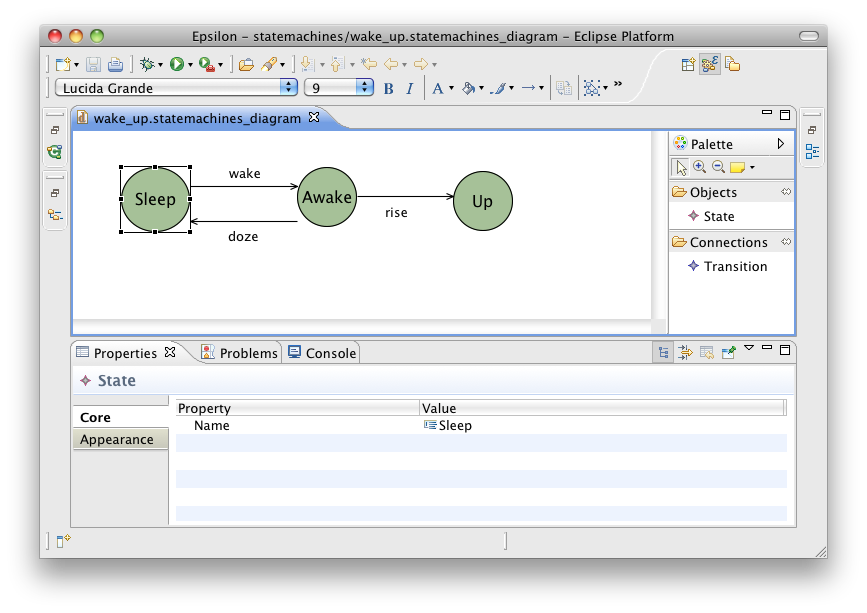 Epsilon - statemachines/wake_up.statemachines_diagram - Eclipse Platform
Lucida Grande 9 B I A »
wake_up.statemachines_diagram
Palette
Objects
State
Connections
Transition
Sleep
wake
doze
Awake
rise
Up
Properties Problems Console
State
Core
Appearance
Property Value
Name Sleep